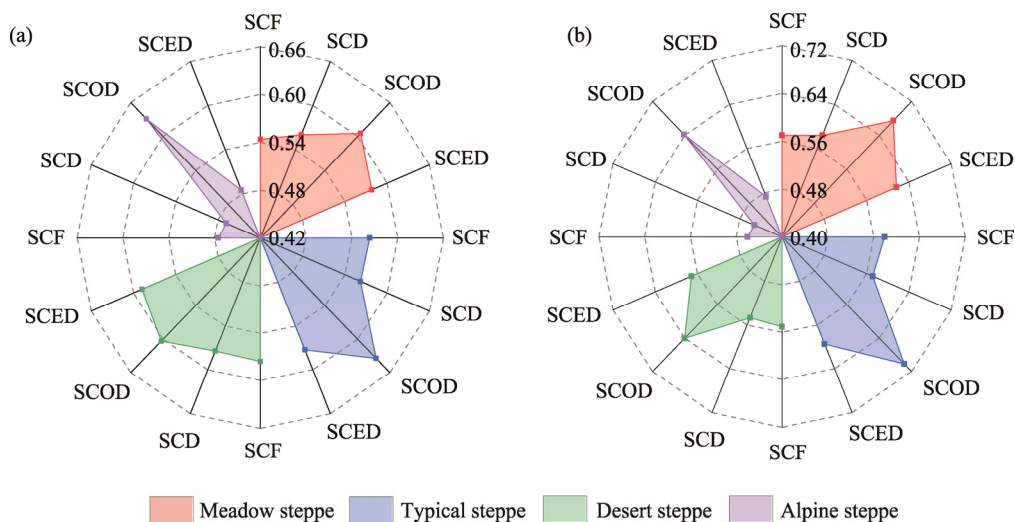 (a)
SCF
0.66
0.60
0.54
0.48
0.42
SCD
SCOD
SCED
SCF
SCD
SCOD
SCED
SCF
SCD
SCOD
SCED
SCF
SCD
SCOD
SCED
(b)
SCF
0.72
0.64
0.56
0.48
0.40
SCD
SCOD
SCED
SCF
SCD
SCOD
SCED
SCF
SCD
SCOD
SCED
SCF
SCD
SCOD
SCED
Meadow steppe Typical steppe Desert steppe Alpine steppe